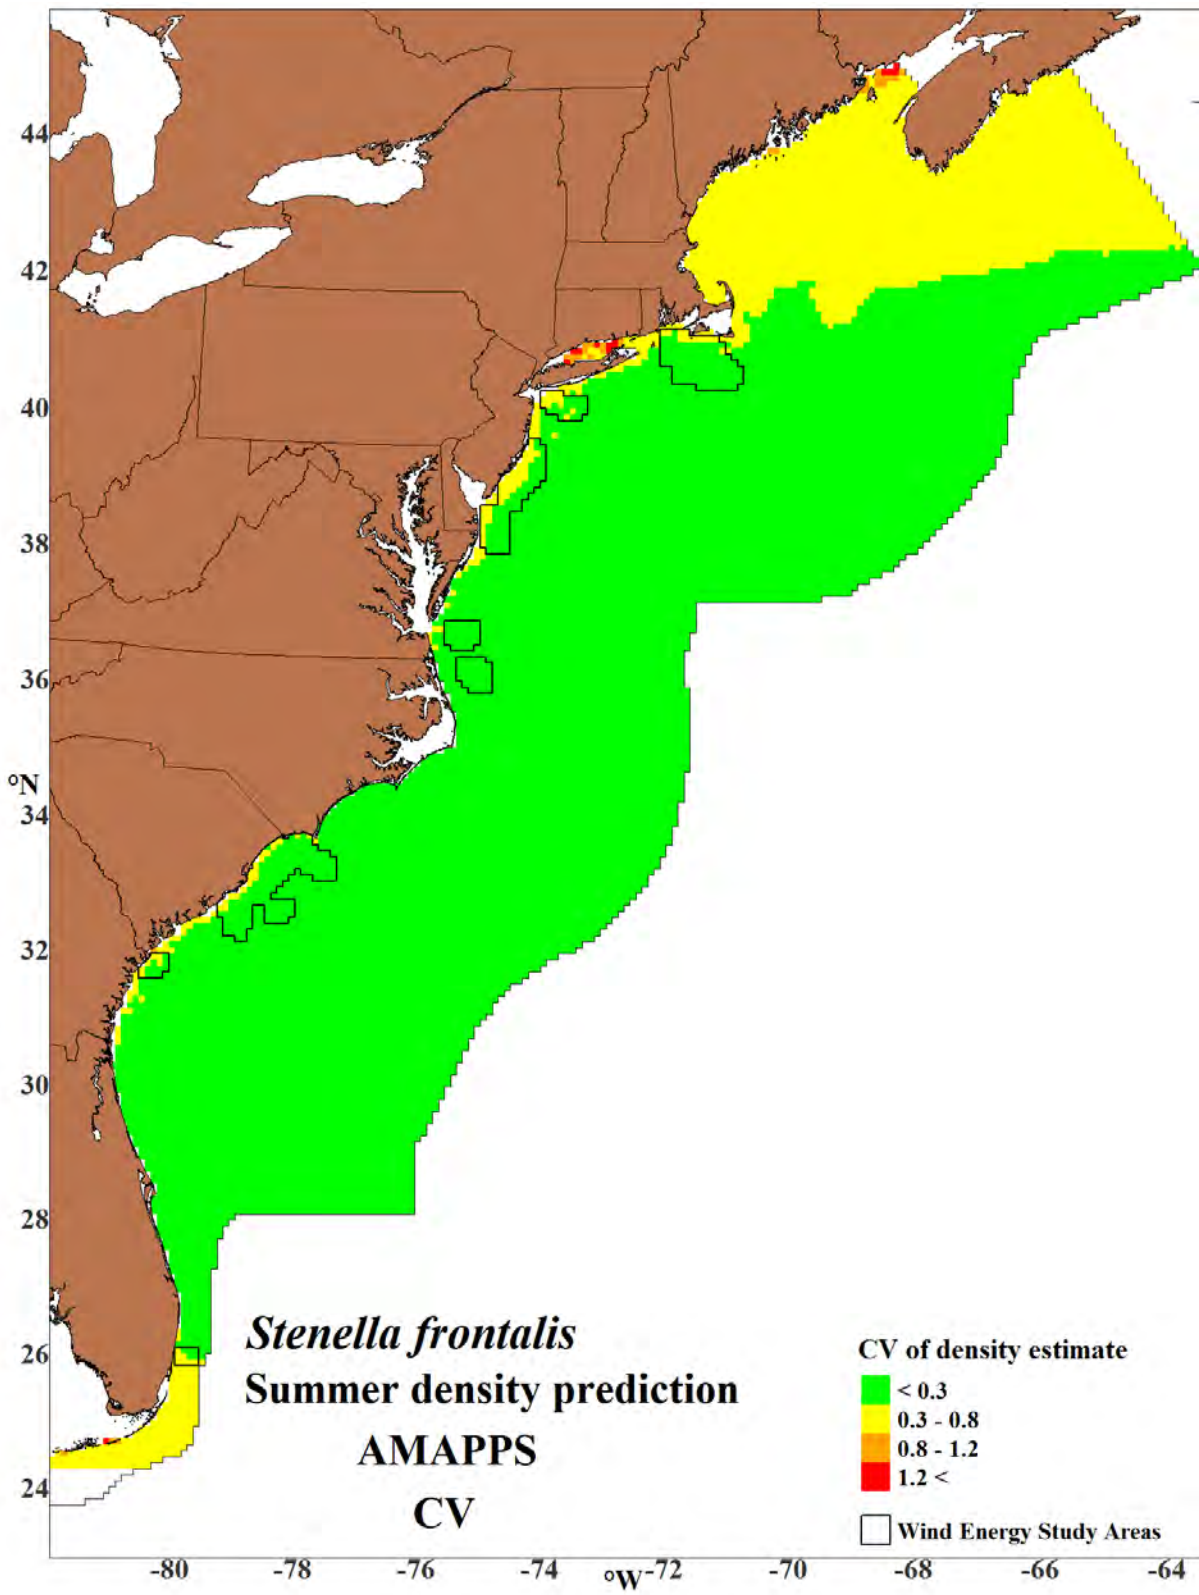 44
42
40
38
36
°N
34
32
30
28
26
24
Stenella frontalis
Summer density prediction
AMAPPS
CV
CV of density estimate
< 0.3
0.3 - 0.8
0.8 - 1.2
1.2 <
Wind Energy Study Areas
-80 -78 -76 -74 -72 -70 -68 -66 -64
°W